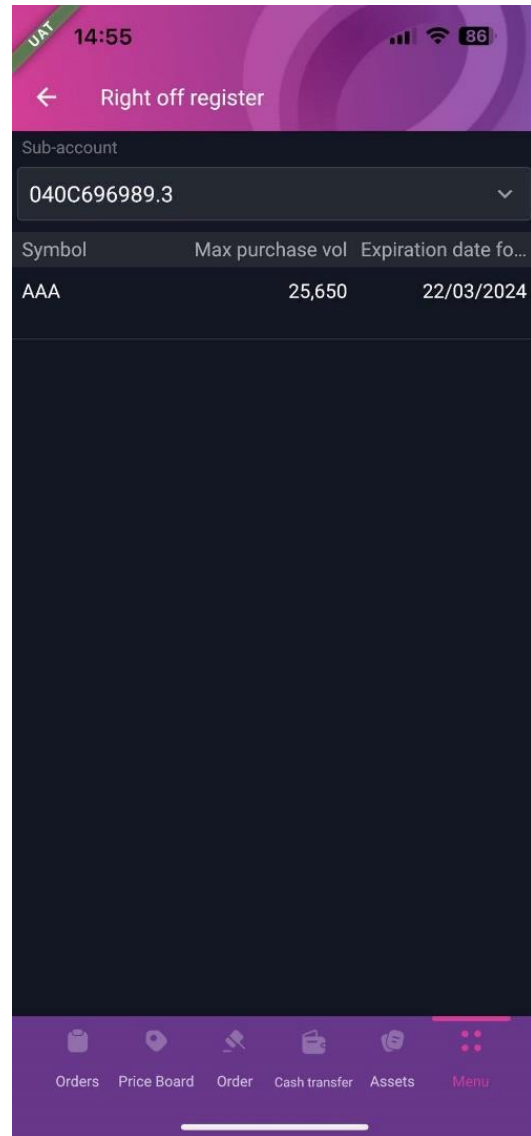 UAT
14:55 86
Right off register
Sub-account
040C696989.3
Symbol Max purchase vol Expiration date fo...
AAA 25,650 22/03/2024
Orders Price Board Order Cash transfer Assets Menu